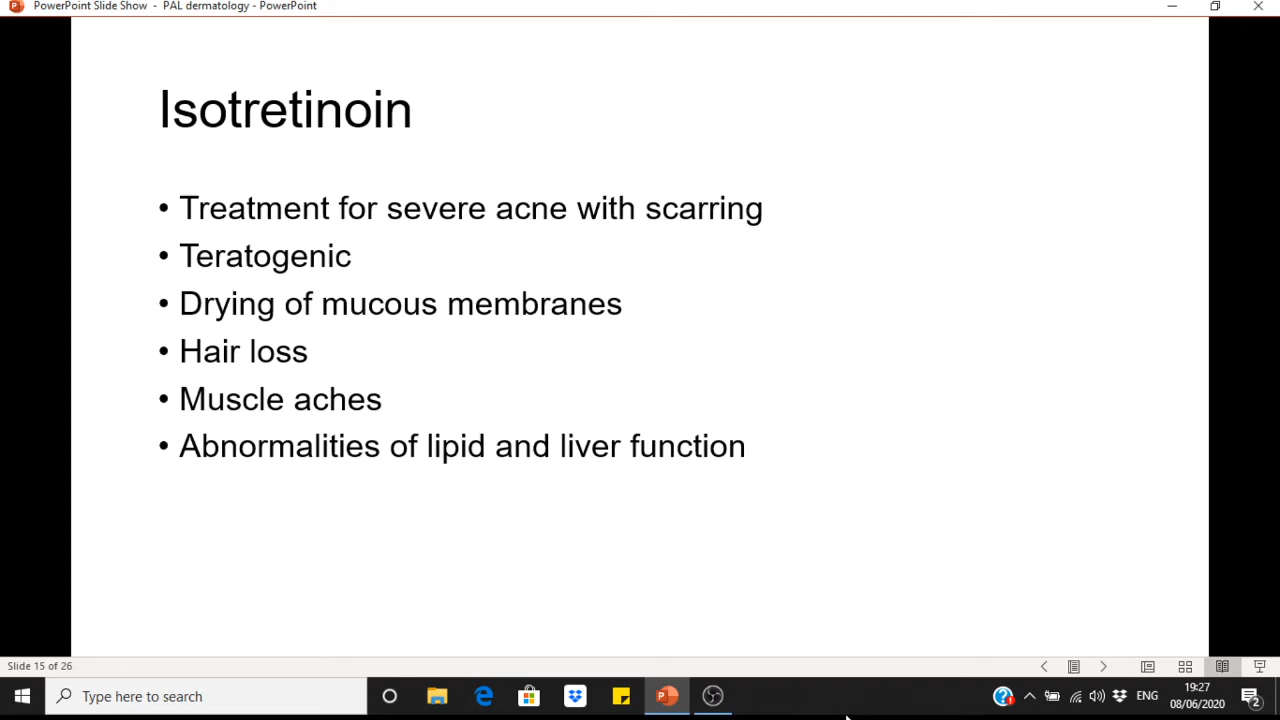 PowerPoint Slide Show - PAL dermatology - PowerPoint
Isotretinoin
• Treatment for severe acne with scarring
• Teratogenic
• Drying of mucous membranes
• Hair loss
• Muscle aches
• Abnormalities of lipid and liver function
Slide 15 of 26
Type here to search
ENG
19:27
08/06/2020
2